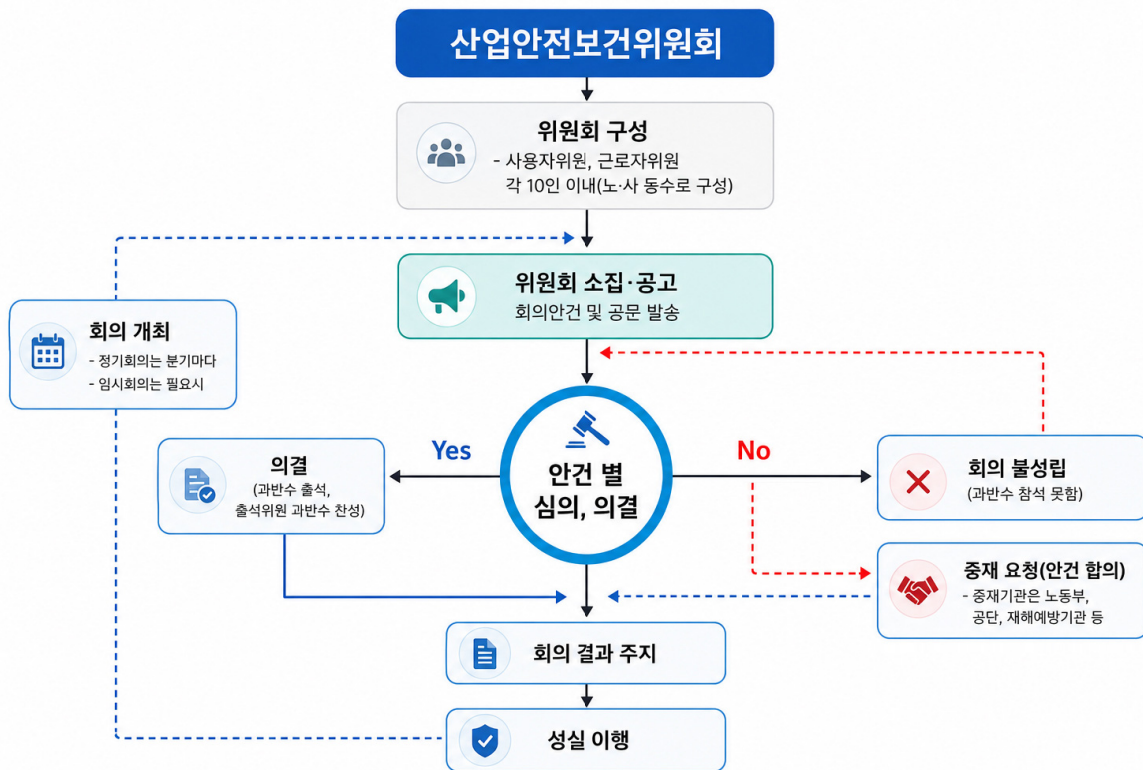 산업안전보건위원회
위원회 구성
- 사용자위원, 근로자위원
각 10인 이내(노·사 동수로 구성)
위원회 소집·공고
회의안건 및 공문 발송
회의 개최
- 정기회의는 분기마다
- 임시회의는 필요시
Yes
No
의결
(과반수 출석,
출석위원 과반수 찬성)
안건 별
심의, 의결
회의 불성립
(과반수 참석 못함)
중재 요청(안건 합의)
- 중재기관은 노동부,
공단, 재해예방기관 등
회의 결과 주지
성실 이행